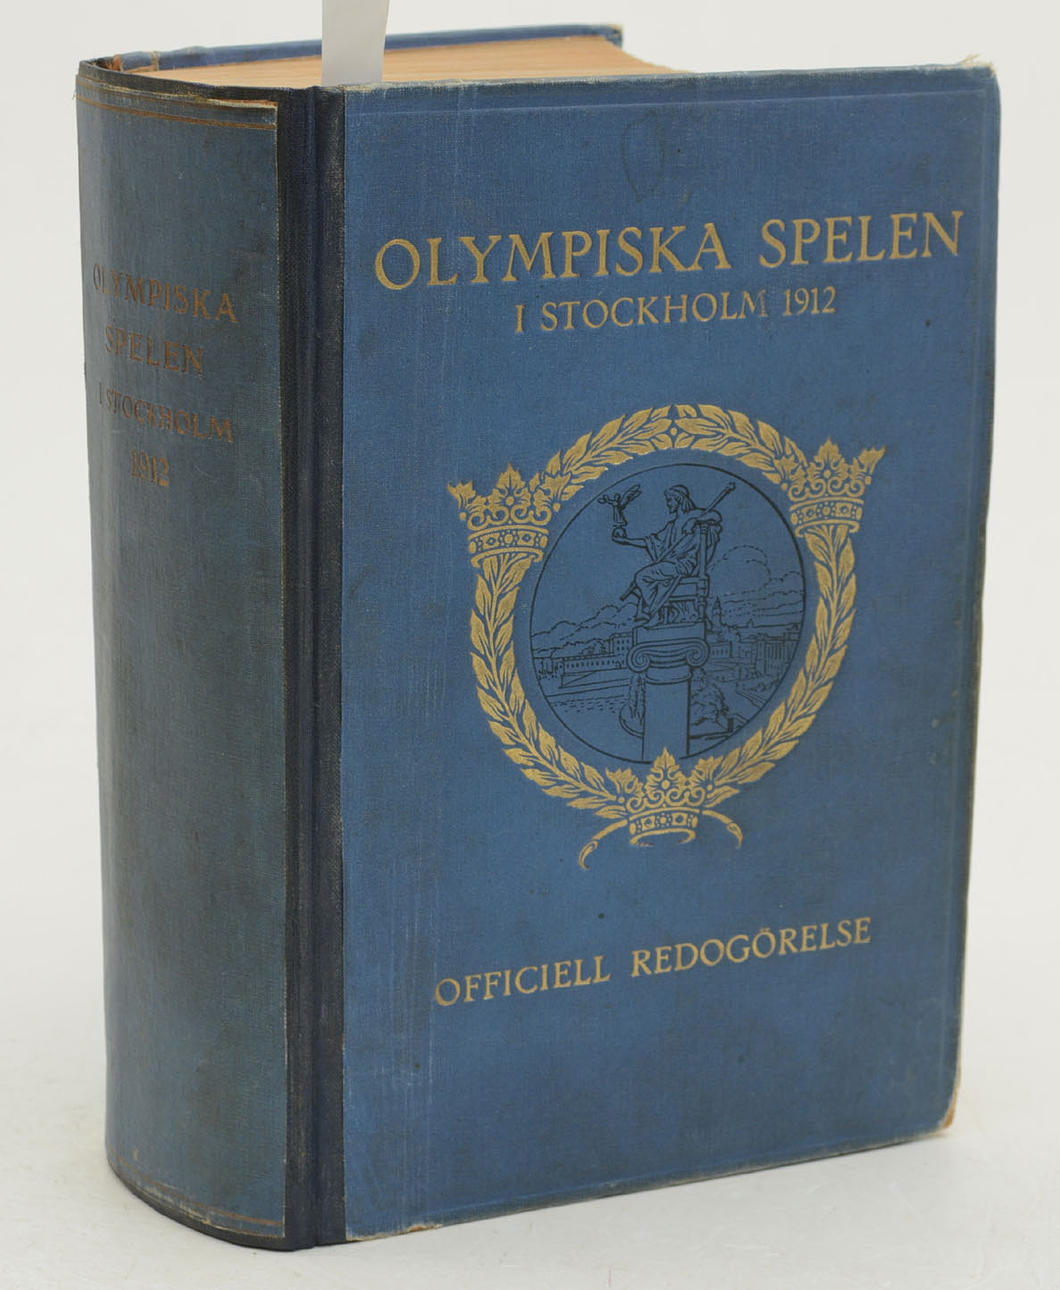 OLYMPISKA
SPELEN
I STOCKHOLM
1912
OLYMPISKA SPELEN
I STOCKHOLM 1912
OFFICIELL REDOGÖRELSE